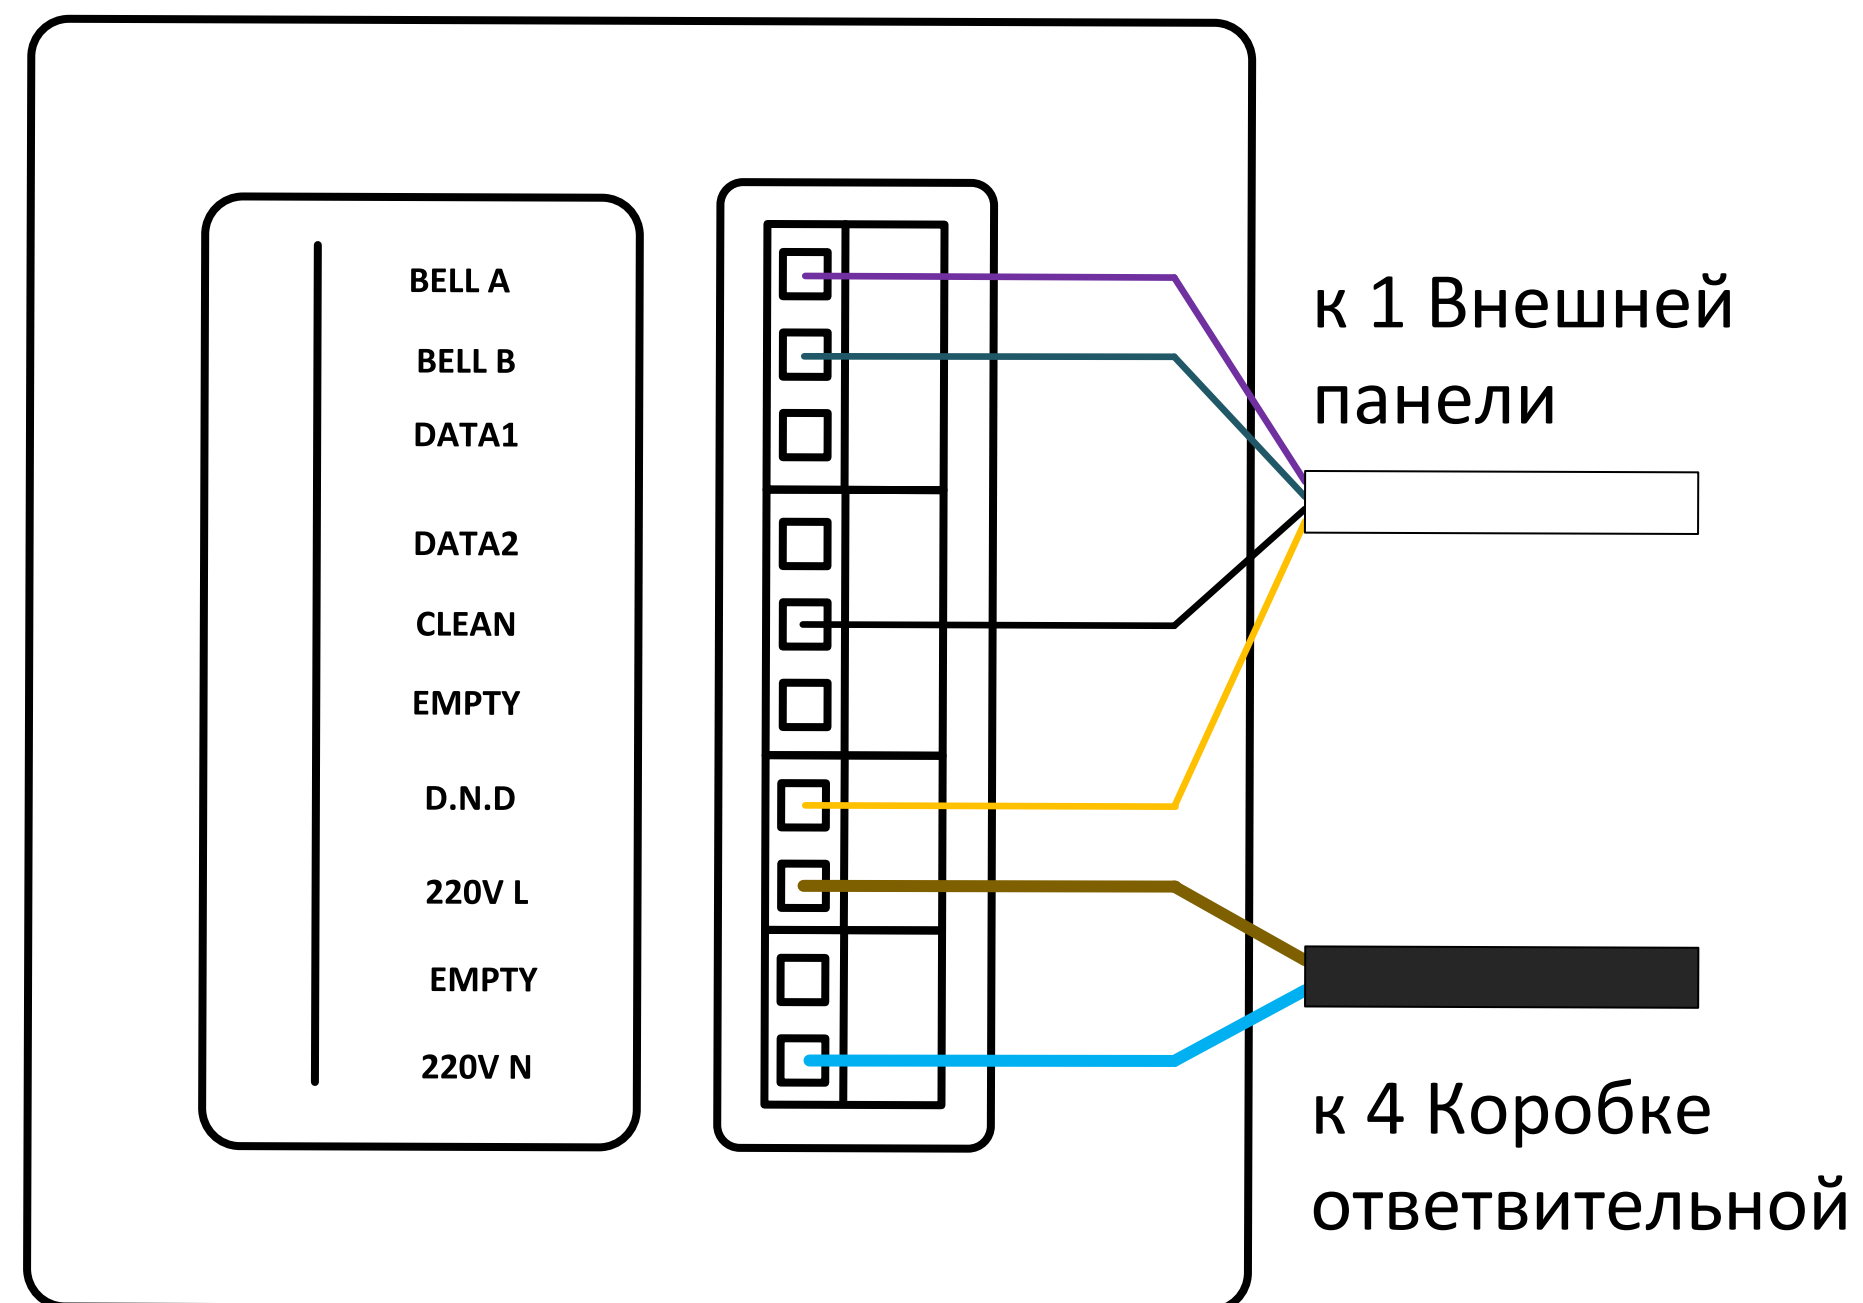 BELL A
BELL B
DATA1
DATA2
CLEAN
EMPTY
D.N.D
220V L
EMPTY
220V N
к 1 Внешней
панели
к 4 Коробке
ответвительной